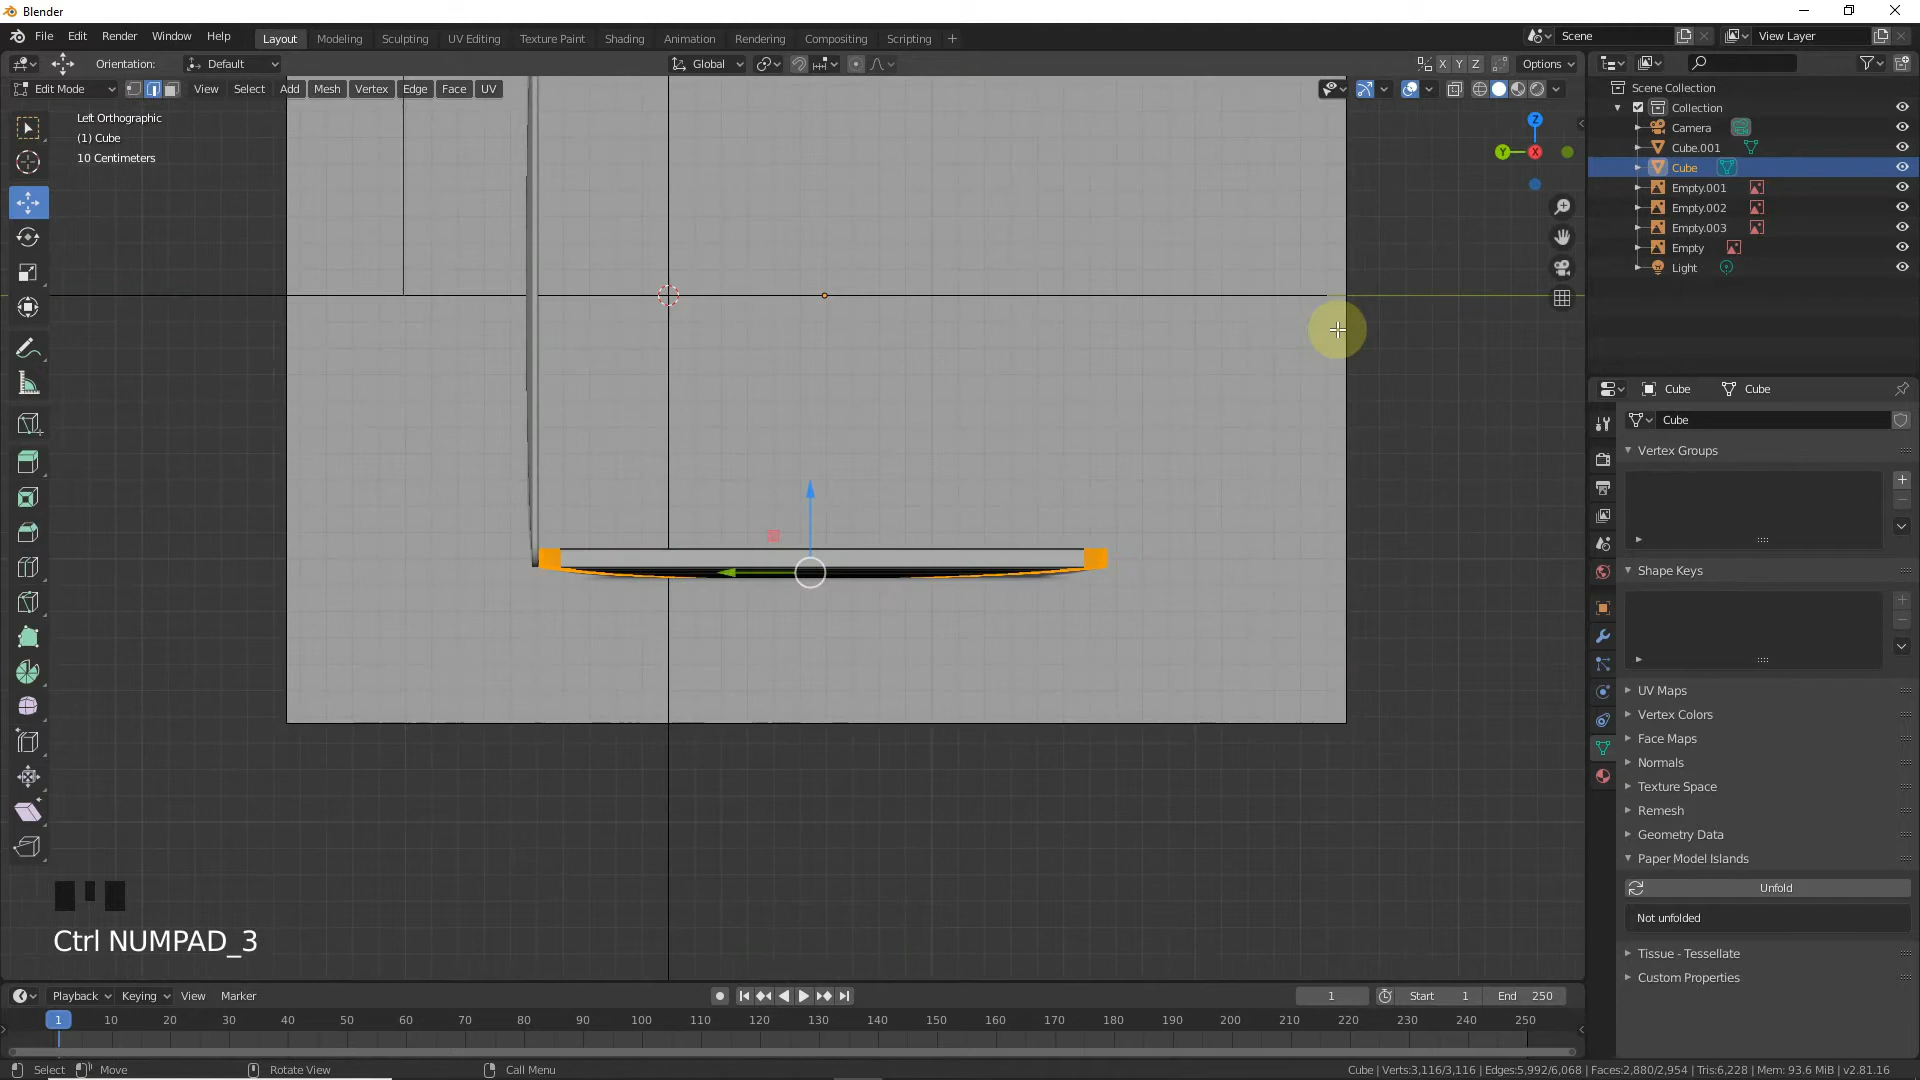 Blender
File Edit Render Window Help
Layout Modeling Sculpting UV Editing Texture Paint Shading Animation Rendering Compositing Scripting +
Scene
View Layer
Orientation: Default
Global
X Y Z
Options
Edit Mode
View Select Add Mesh Vertex Edge Face UV
Left Orthographic
(1) Cube
10 Centimeters
Z
Y
X
Scene Collection
Collection
Camera
Cube.001
Cube
Empty.001
Empty.002
Empty.003
Empty
Light
Cube
Cube
Cube
Vertex Groups
Shape Keys
UV Maps
Vertex Colors
Face Maps
Normals
Texture Space
Remesh
Geometry Data
Paper Model Islands
Unfold
Not unfolded
Tissue - Tessellate
Custom Properties
Ctrl NUMPAD_3
Playback Keying View Marker
1
Start 1
End 250
1 10 20 30 40 50 60 70 80 90 100 110 120 130 140 150 160 170 180 190 200 210 220 230 240 250
Select Move Rotate View Call Menu
Cube | Verts:3,116/3,116 | Edges:5,992/6,068 | Faces:2,880/2,954 | Tris:6,228 | Mem: 93.6 MiB | v2.81.16